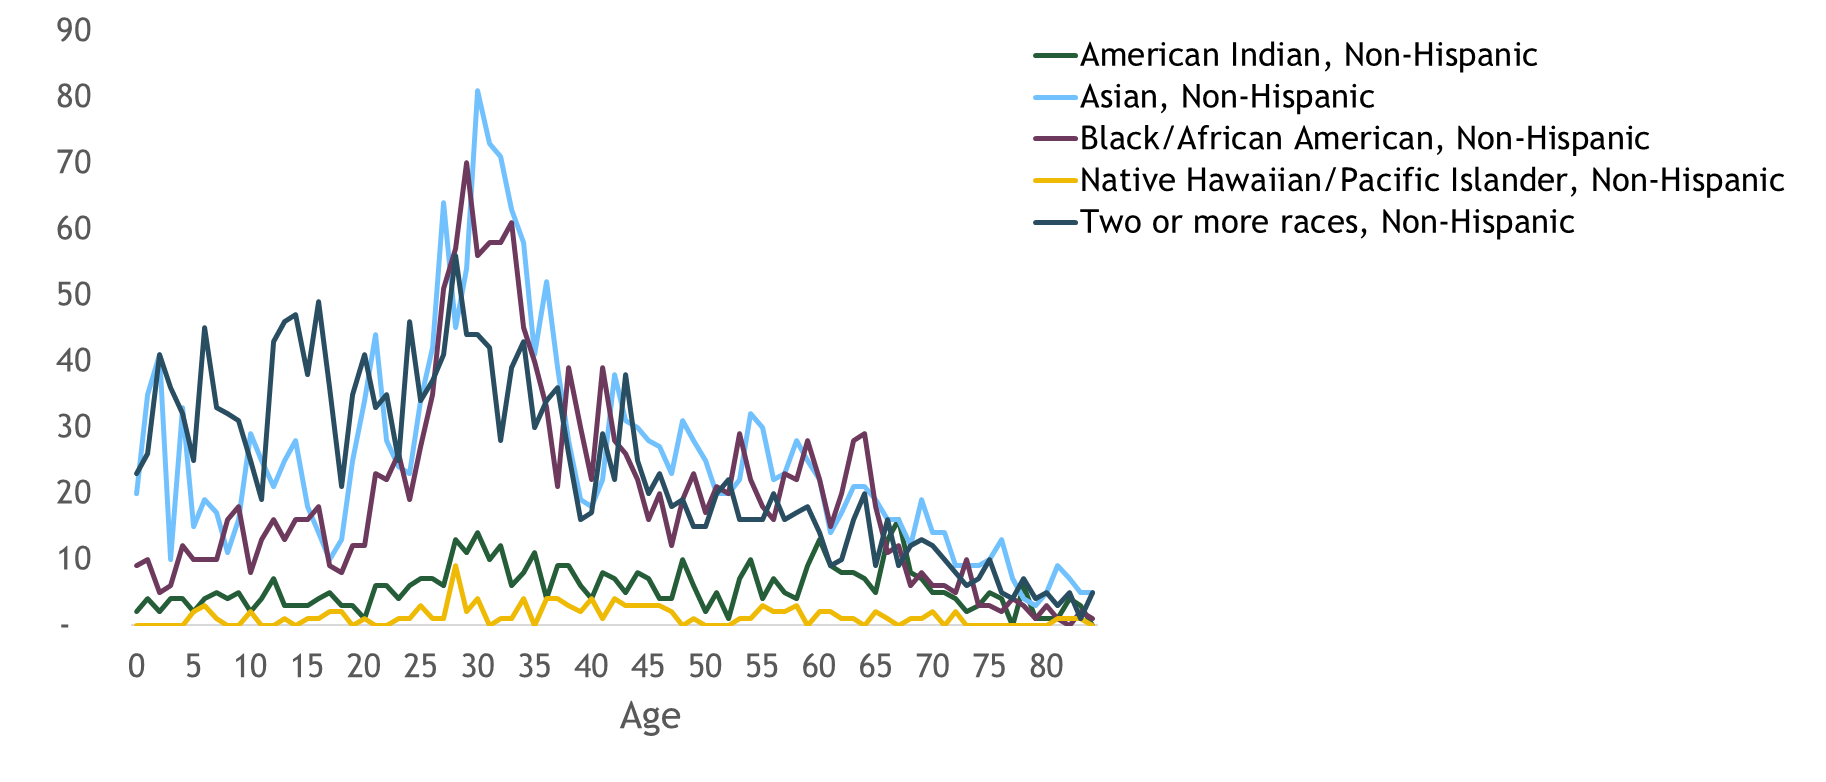 90
80
70
60
50
40
30
20
10
-
0 5 10 15 20 25 30 35 40 45 50 55 60 65 70 75 80
Age
American Indian, Non-Hispanic
Asian, Non-Hispanic
Black/African American, Non-Hispanic
Native Hawaiian/Pacific Islander, Non-Hispanic
Two or more races, Non-Hispanic